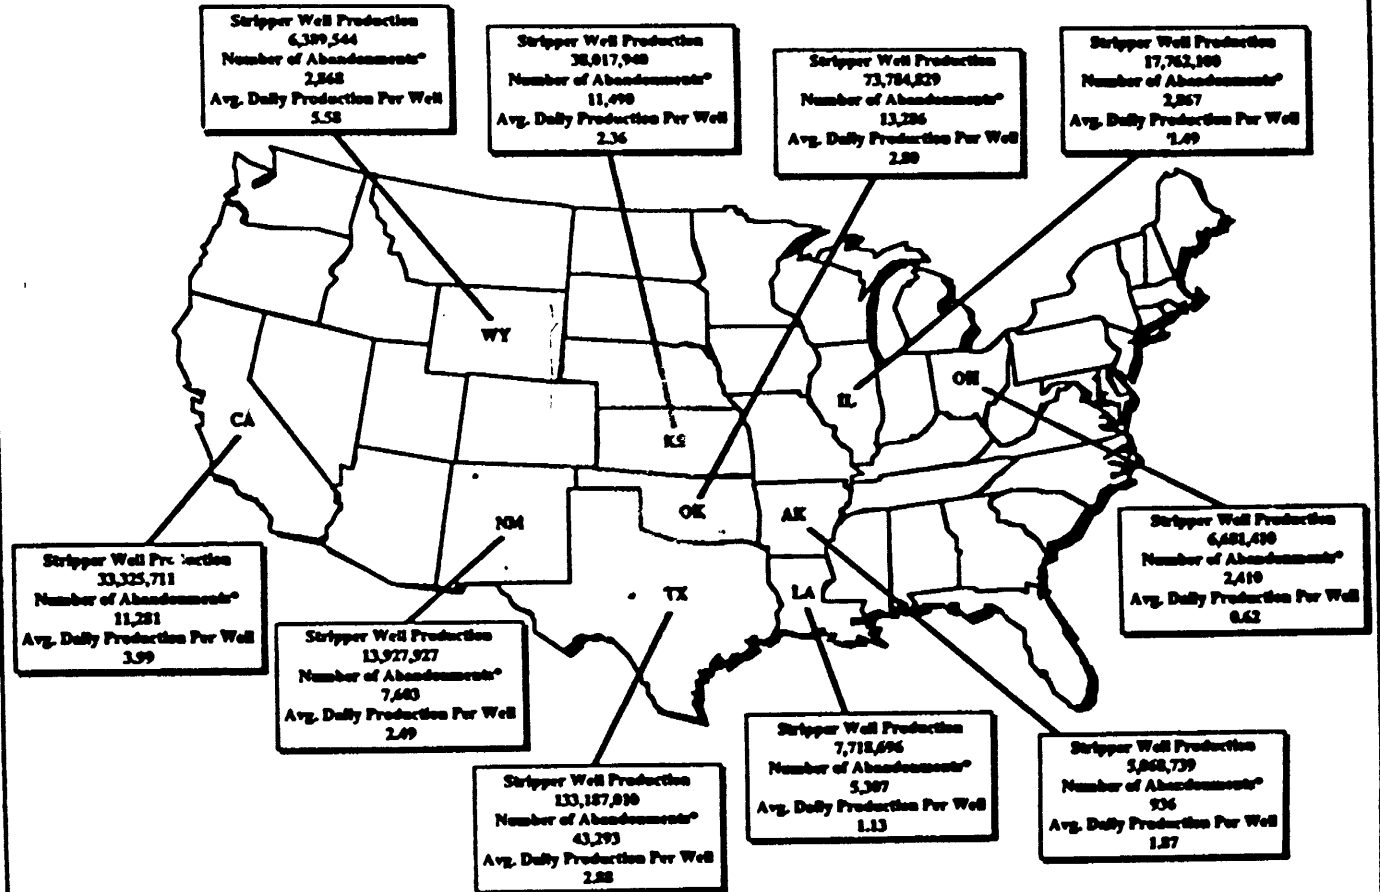 Stripper Well Production
6,389,544
Number of Abandonments*
2,868
Avg. Daily Production Per Well
5.58
Stripper Well Production
38,017,940
Number of Abandonments*
11,490
Avg. Daily Production Per Well
2.36
Stripper Well Production
73,784,829
Number of Abandonments*
13,286
Avg. Daily Production Per Well
2.80
Stripper Well Production
17,762,100
Number of Abandonments*
2,867
Avg. Daily Production Per Well
1.49
WY
CA
KS
IL
OH
NM
OK
AK
TX
LA
Stripper Well Production
33,325,711
Number of Abandonments*
11,281
Avg. Daily Production Per Well
3.99
Stripper Well Production
13,927,927
Number of Abandonments*
7,603
Avg. Daily Production Per Well
2.49
Stripper Well Production
133,187,010
Number of Abandonments*
43,293
Avg. Daily Production Per Well
2.88
Stripper Well Production
7,718,696
Number of Abandonments*
5,307
Avg. Daily Production Per Well
1.13
Stripper Well Production
5,068,739
Number of Abandonments*
936
Avg. Daily Production Per Well
1.87
Stripper Well Production
6,681,410
Number of Abandonments*
2,410
Avg. Daily Production Per Well
0.62